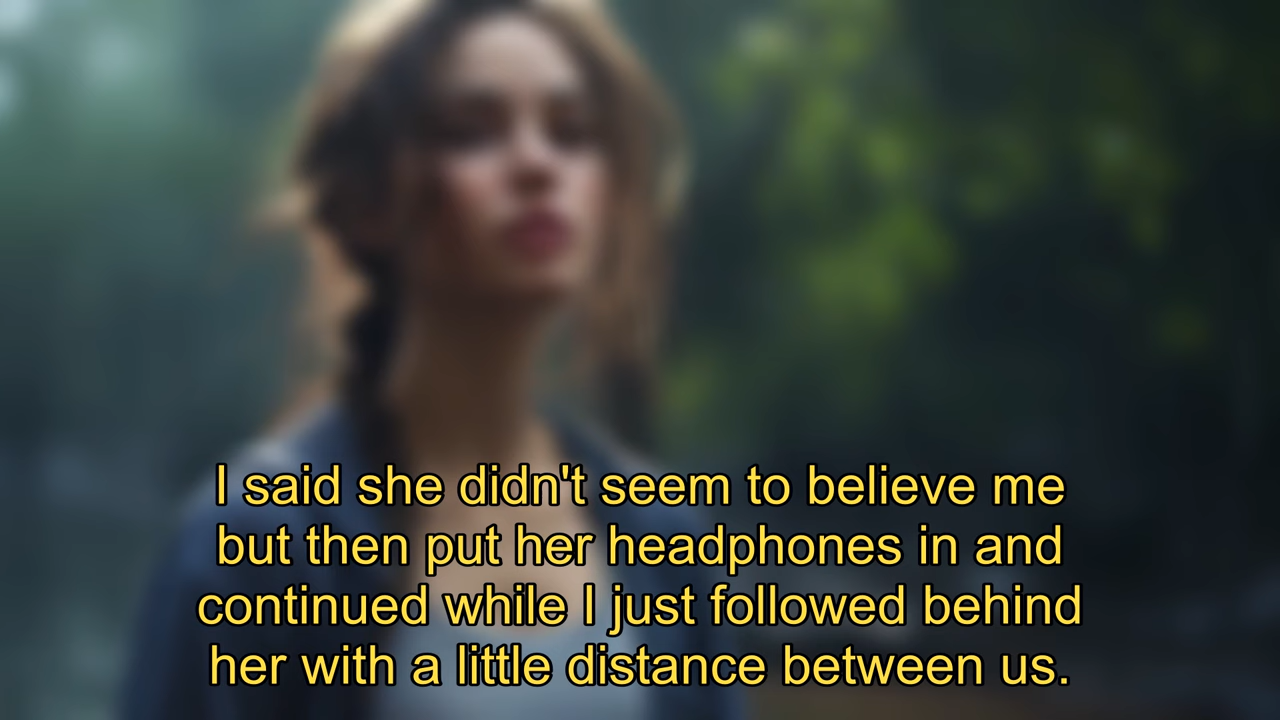 I said she didn't seem to believe me
but then put her headphones in and
continued while I just followed behind
her with a little distance between us.